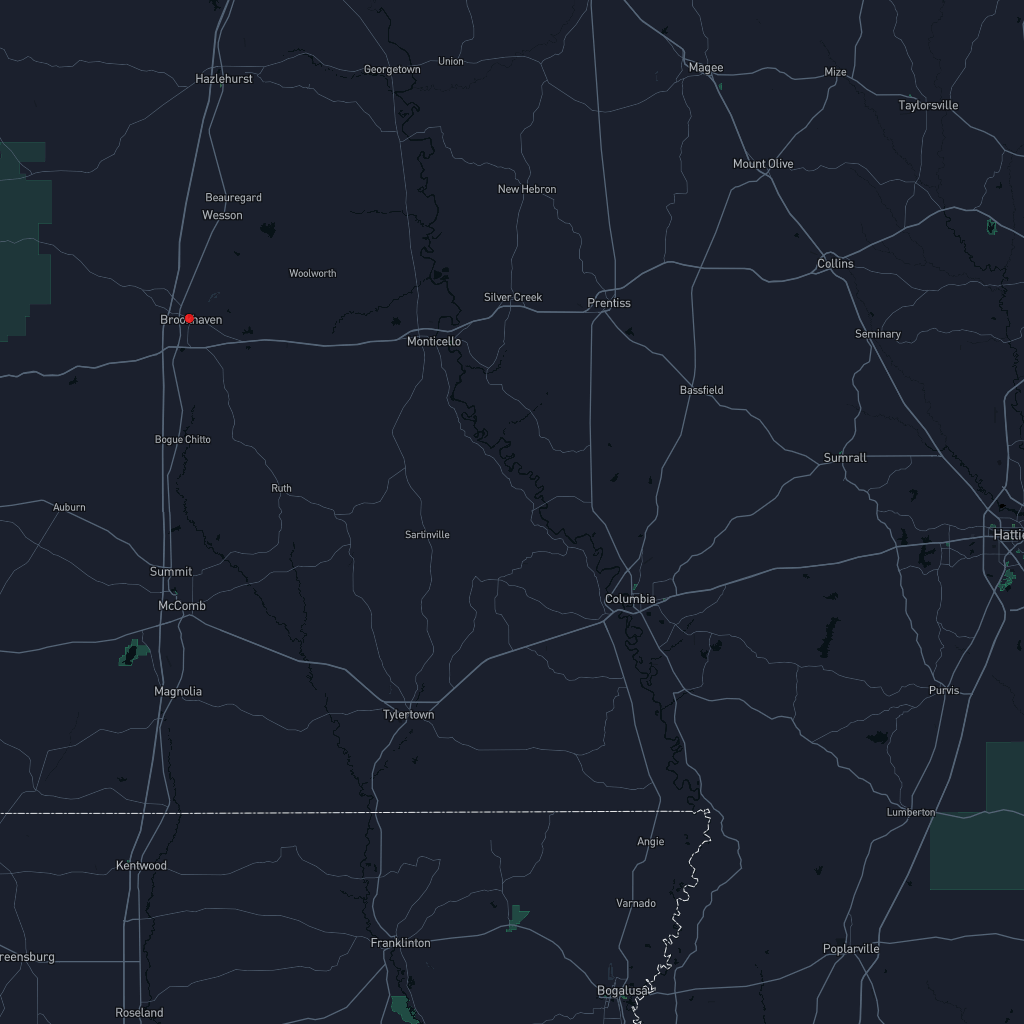 Union
Georgetown
Magee
Mize
Hazlehurst
Taylorsville
Mount Olive
New Hebron
Beauregard
Wesson
Collins
Woolworth
Silver Creek
Prentiss
Brookhaven
Seminary
Monticello
Bassfield
Bogue Chitto
Sumrall
Ruth
Auburn
Sartinville
Hattie
Summit
Columbia
McComb
Purvis
Magnolia
Tylertown
Lumberton
Angie
Kentwood
Varnado
Franklinton
Poplarville
reensburg
Bogalusa
Roseland